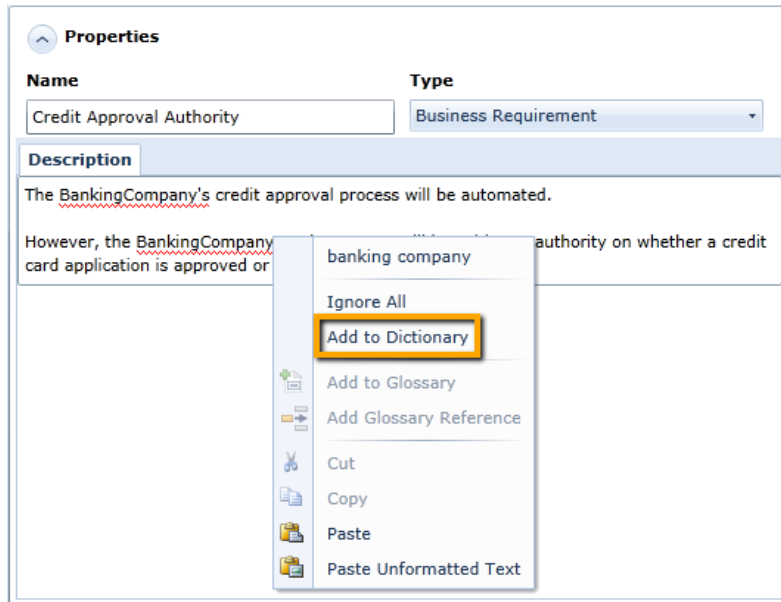 Properties
Name Type
Credit Approval Authority Business Requirement
Description
The BankingCompany's credit approval process will be automated.
However, the BankingCompany authority on whether a credit
card application is approved or
banking company
Ignore All
Add to Dictionary
Add to Glossary
Add Glossary Reference
Cut
Copy
Paste
Paste Unformatted Text